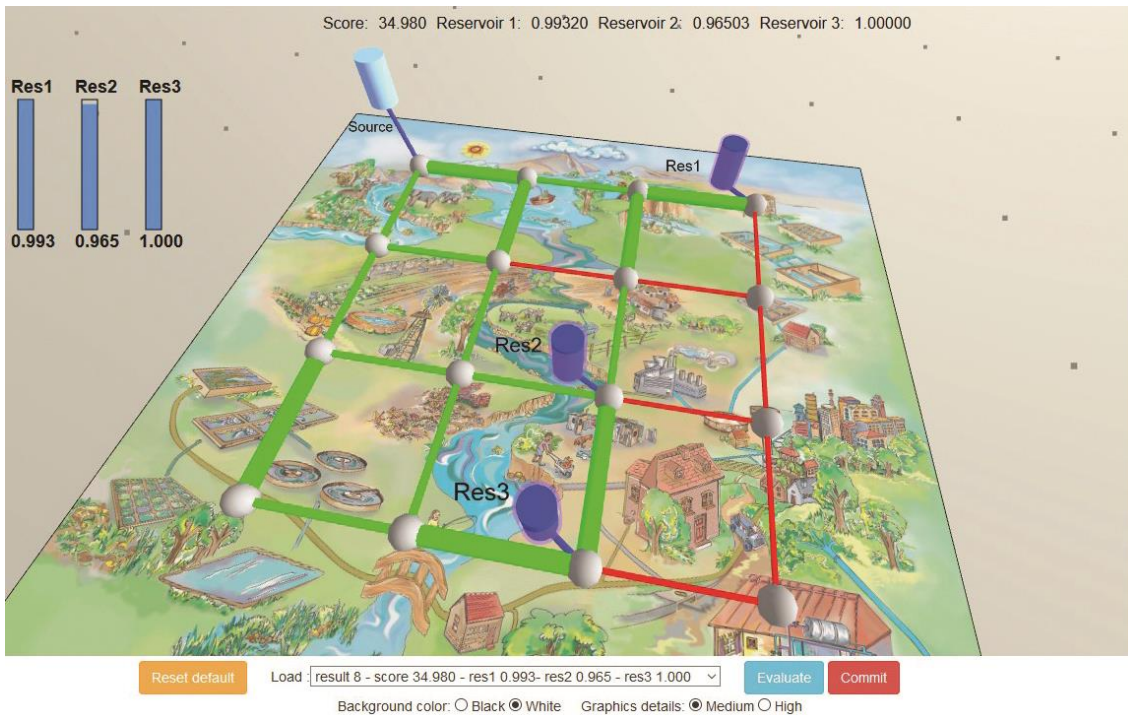 Score: 34.980 Reservoir 1: 0.99320 Reservoir 2: 0.96503 Reservoir 3: 1.00000
Res1 Res2 Res3
0.993 0.965 1.000
Source
Res1
Res2
Res3
Reset default Load : result 8 - score 34.980 - res1 0.993- res2 0.965 - res3 1.000 Evaluate Commit
Background color: Black White Graphics details: Medium High